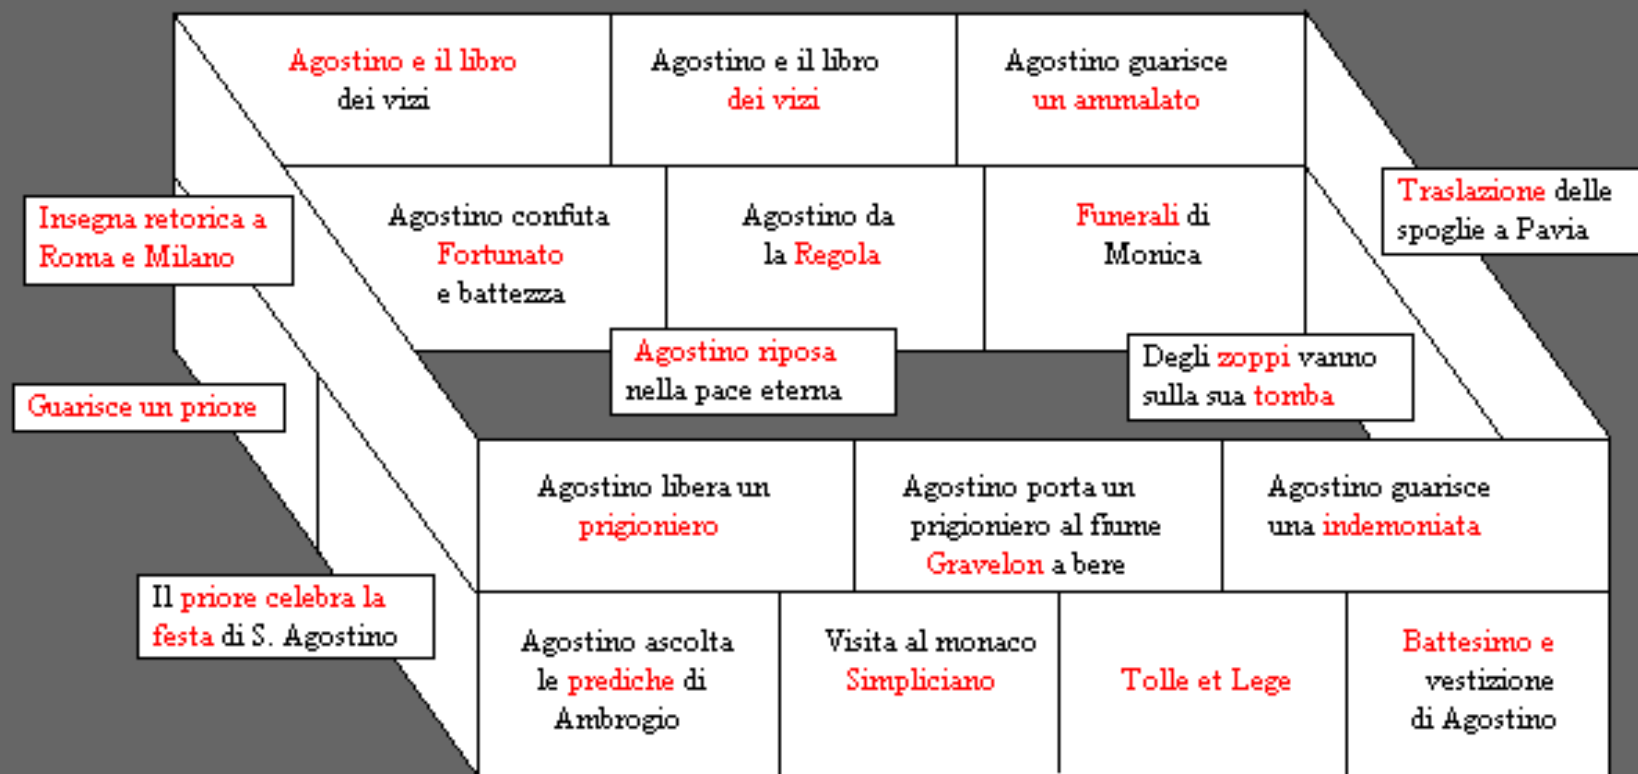 Agostino e il libro
dei vizi
Agostino e il libro
dei vizi
Agostino guarisce
un ammalato
Insegna retorica a
Roma e Milano
Agostino confuta
Fortunato
e battezza
Agostino da
la Regola
Funerali di
Monica
Traslazione delle
spoglie a Pavia
Guarisce un priore
Agostino riposa
nella pace eterna
Degli zoppi vanno
sulla sua tomba
Agostino libera un
prigioniero
Agostino porta un
prigioniero al fiume
Gravelon a bere
Agostino guarisce
una indemoniata
Il priore celebra la
festa di S. Agostino
Agostino ascolta
le prediche di
Ambrogio
Visita al monaco
Simpliciano
Tolle et Lege
Battesimo e
vestizione
di Agostino